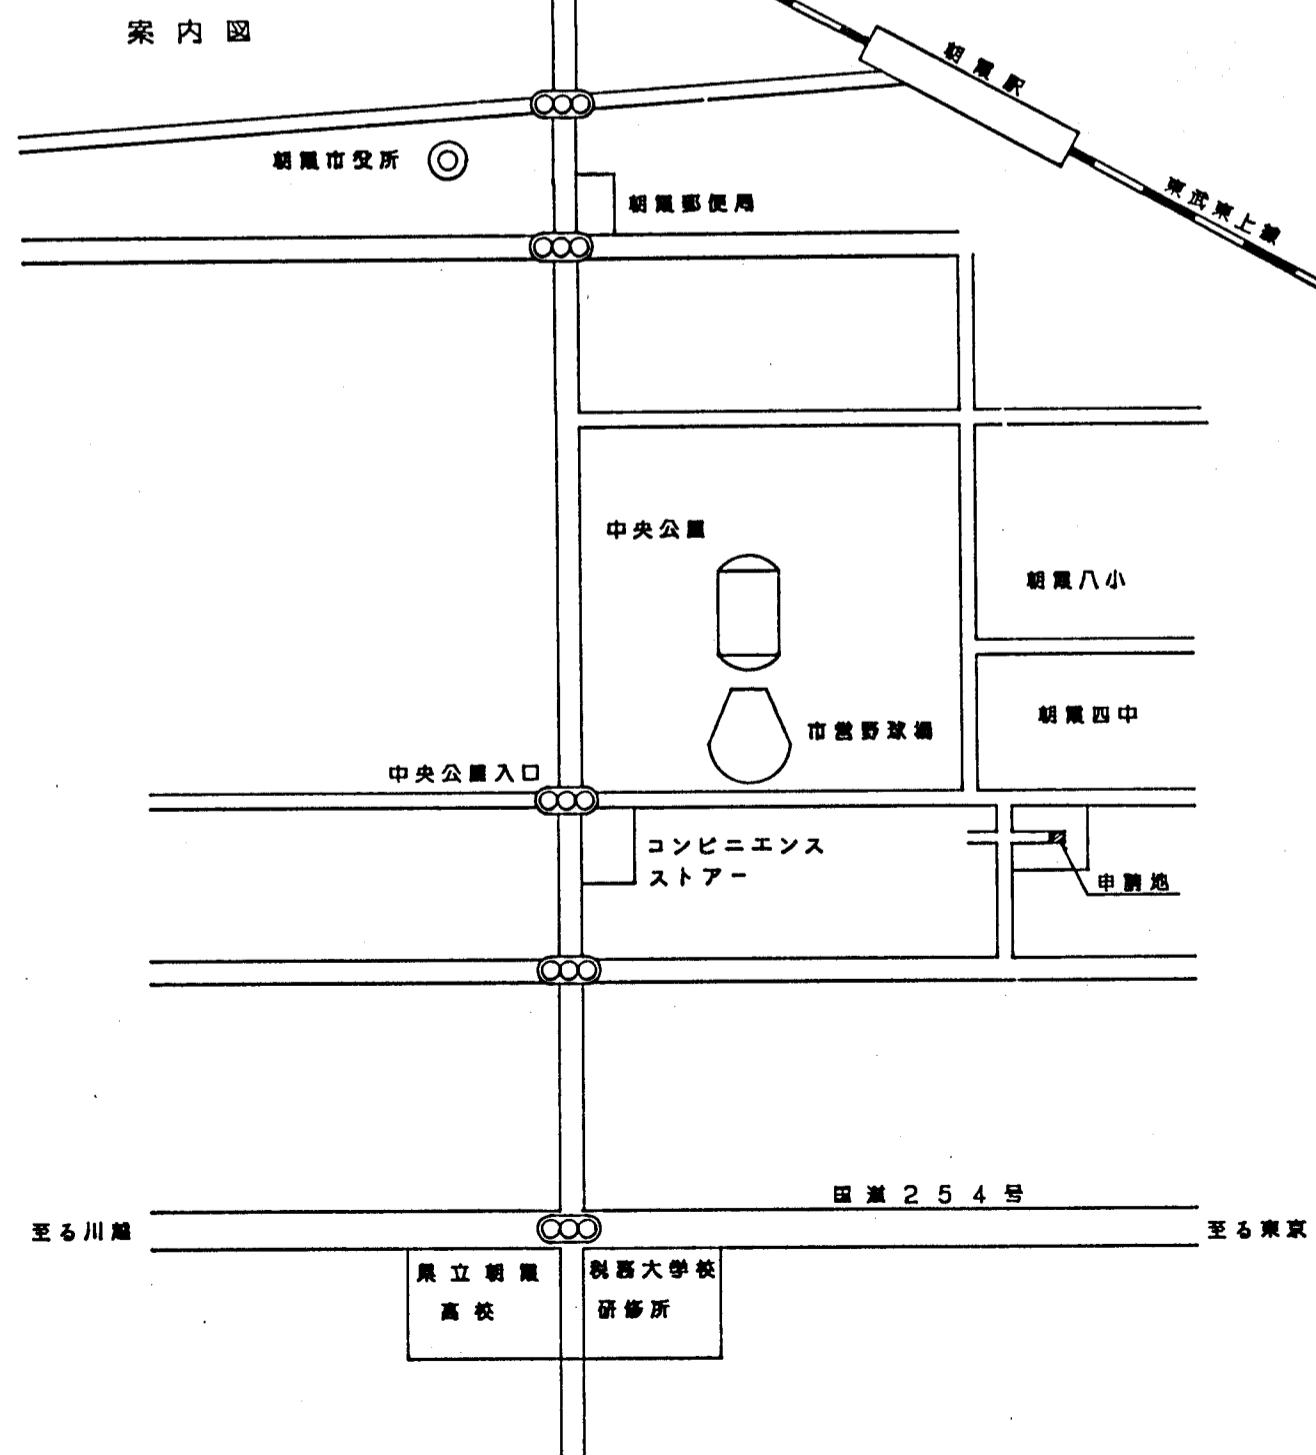 案内図
朝霞駅
東武東上線
朝霞市役所
朝霞郵便局
中央公園
朝霞八小
朝霞四中
市営野球場
中央公園入口
コンビニエンス
ストアー
申請地
国道254号
至る川越
至る東京
県立朝霞
高校
税務大学校
研修所